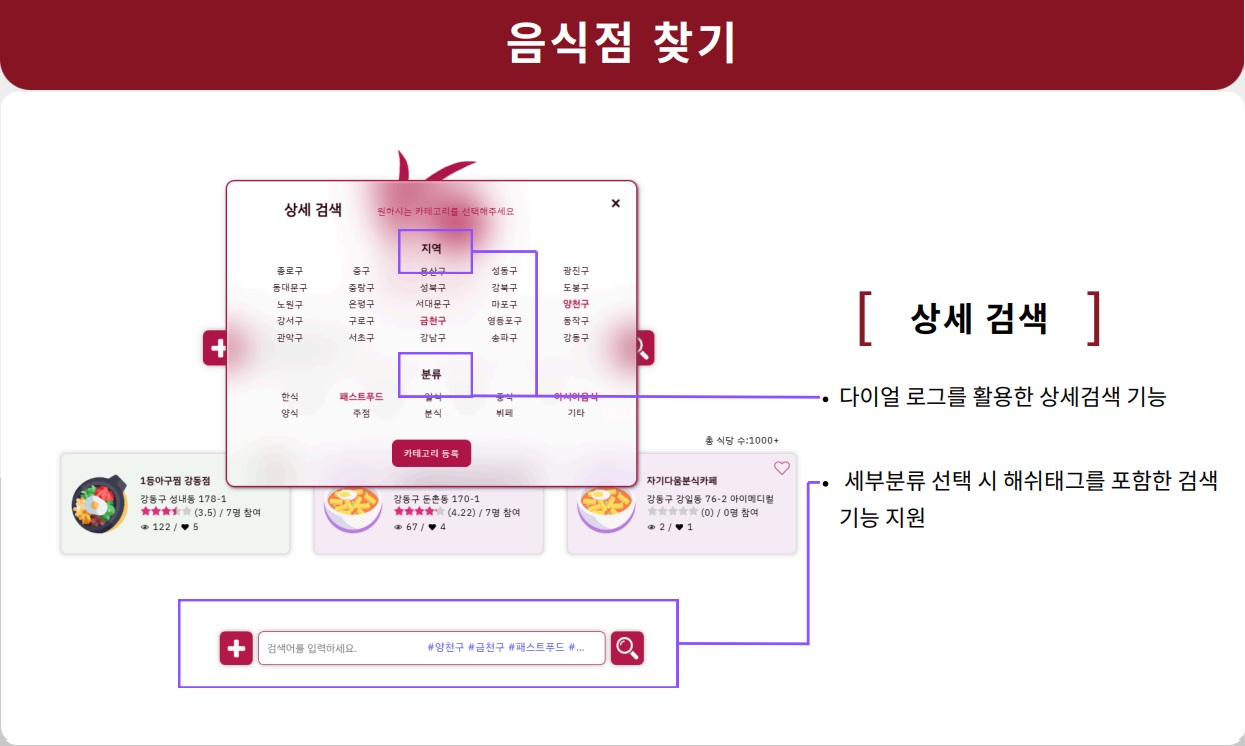 음식점 찾기
상세 검색 원하시는 카테고리를 선택해주세요 ×
지역
종로구 중구 용산구 성동구 광진구
동대문구 중랑구 성북구 강북구 도봉구
노원구 은평구 서대문구 마포구 양천구
강서구 구로구 금천구 영등포구 동작구
관악구 서초구 강남구 송파구 강동구
분류
한식 패스트푸드 일식 중식 아시아음식
양식 주점 분식 뷔페 기타
카테고리 등록
총 식당 수:1000+
1등아구찜 강동점
강동구 성내동 178-1
(3.5) / 7명 참여
122 / ♥ 5
강동구 둔촌동 170-1
(4.22) / 7명 참여
67 / ♥ 4
자기다움분식카페
강동구 강일동 76-2 아이메디컬
(0) / 0명 참여
2 / ♥ 1
검색어를 입력하세요. #양천구 #금천구 #패스트푸드 #...
[ 상세 검색 ]
• 다이얼 로그를 활용한 상세검색 기능
• 세부분류 선택 시 해쉬태그를 포함한 검색
기능 지원